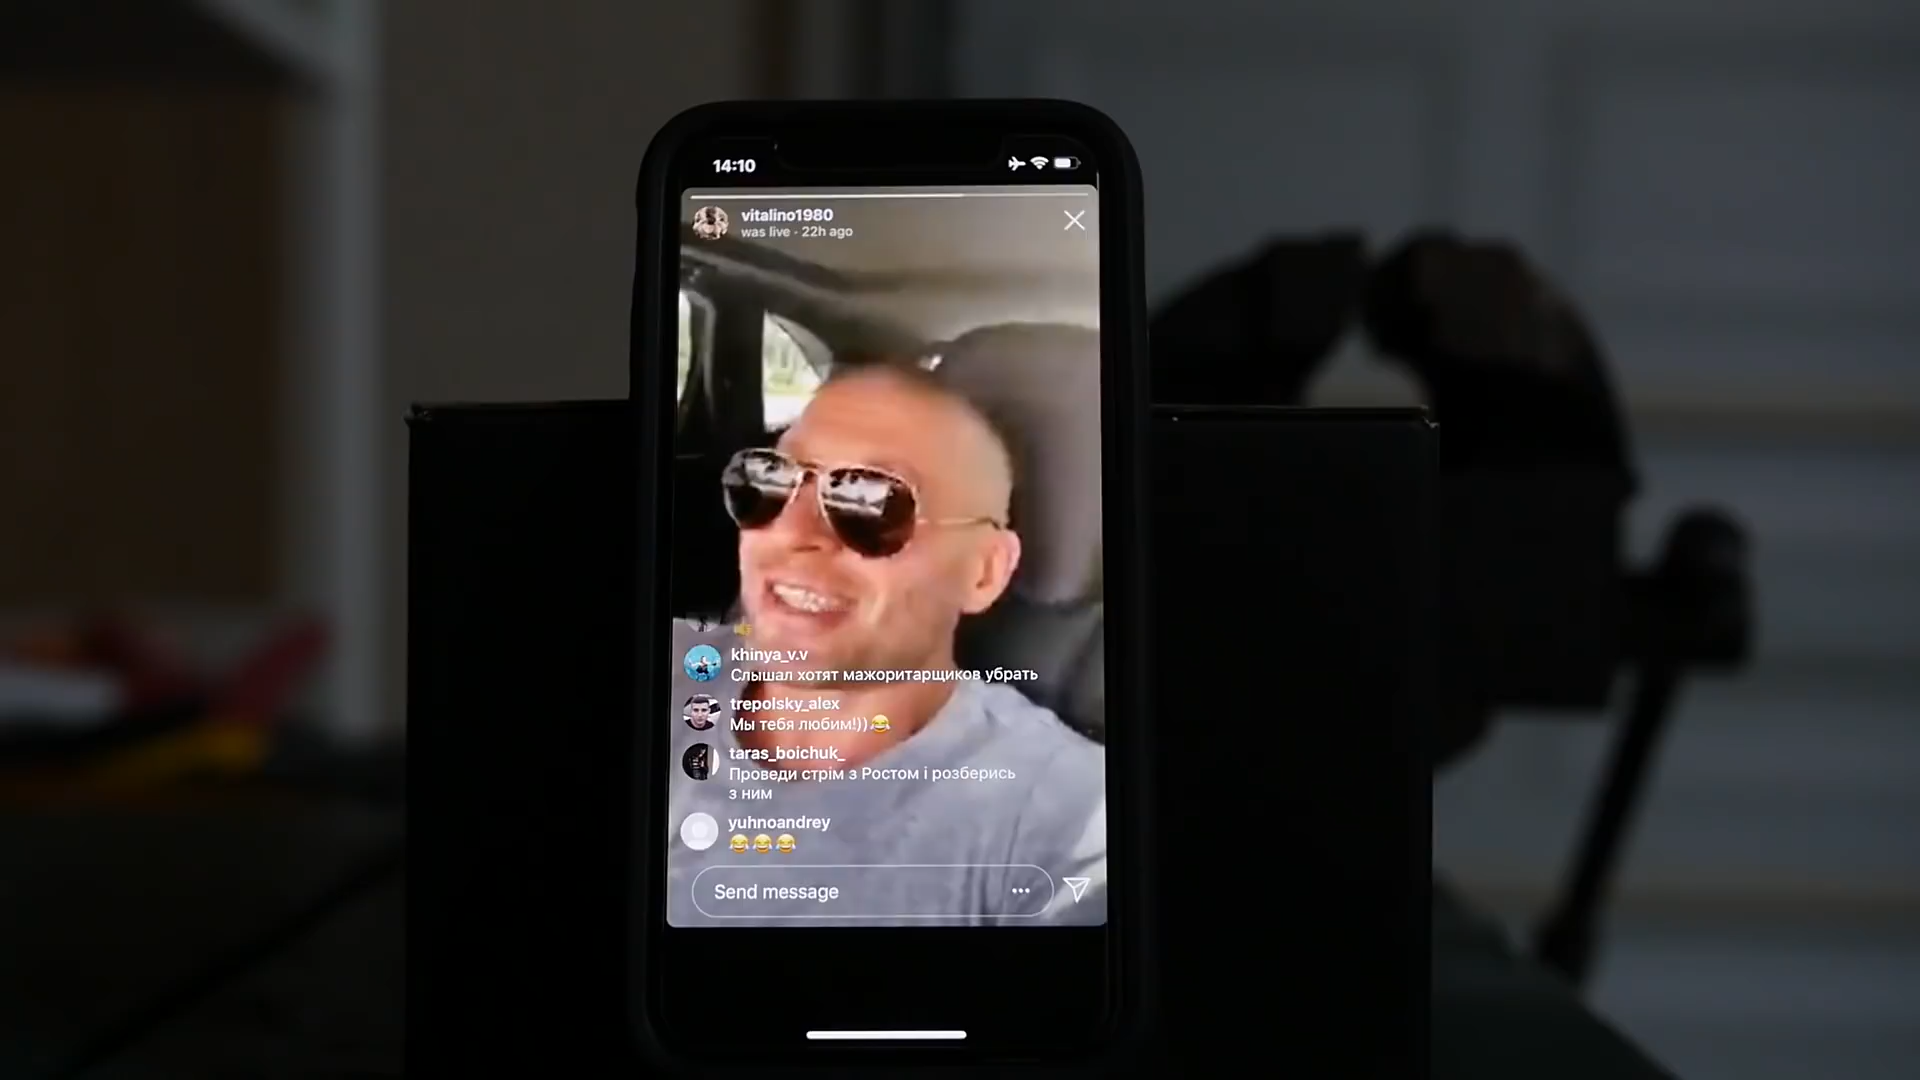 14:10
vitalino1980
was live · 22h ago
khinya_v.v
Слышал хотят мажоритарщиков убрать
trepolsky_alex
Мы тебя любим!))😂
taras_boichuk_
Проведи стрім з Ростом і розберись
з ним
yuhnoandrey
😂😂😂
Send message